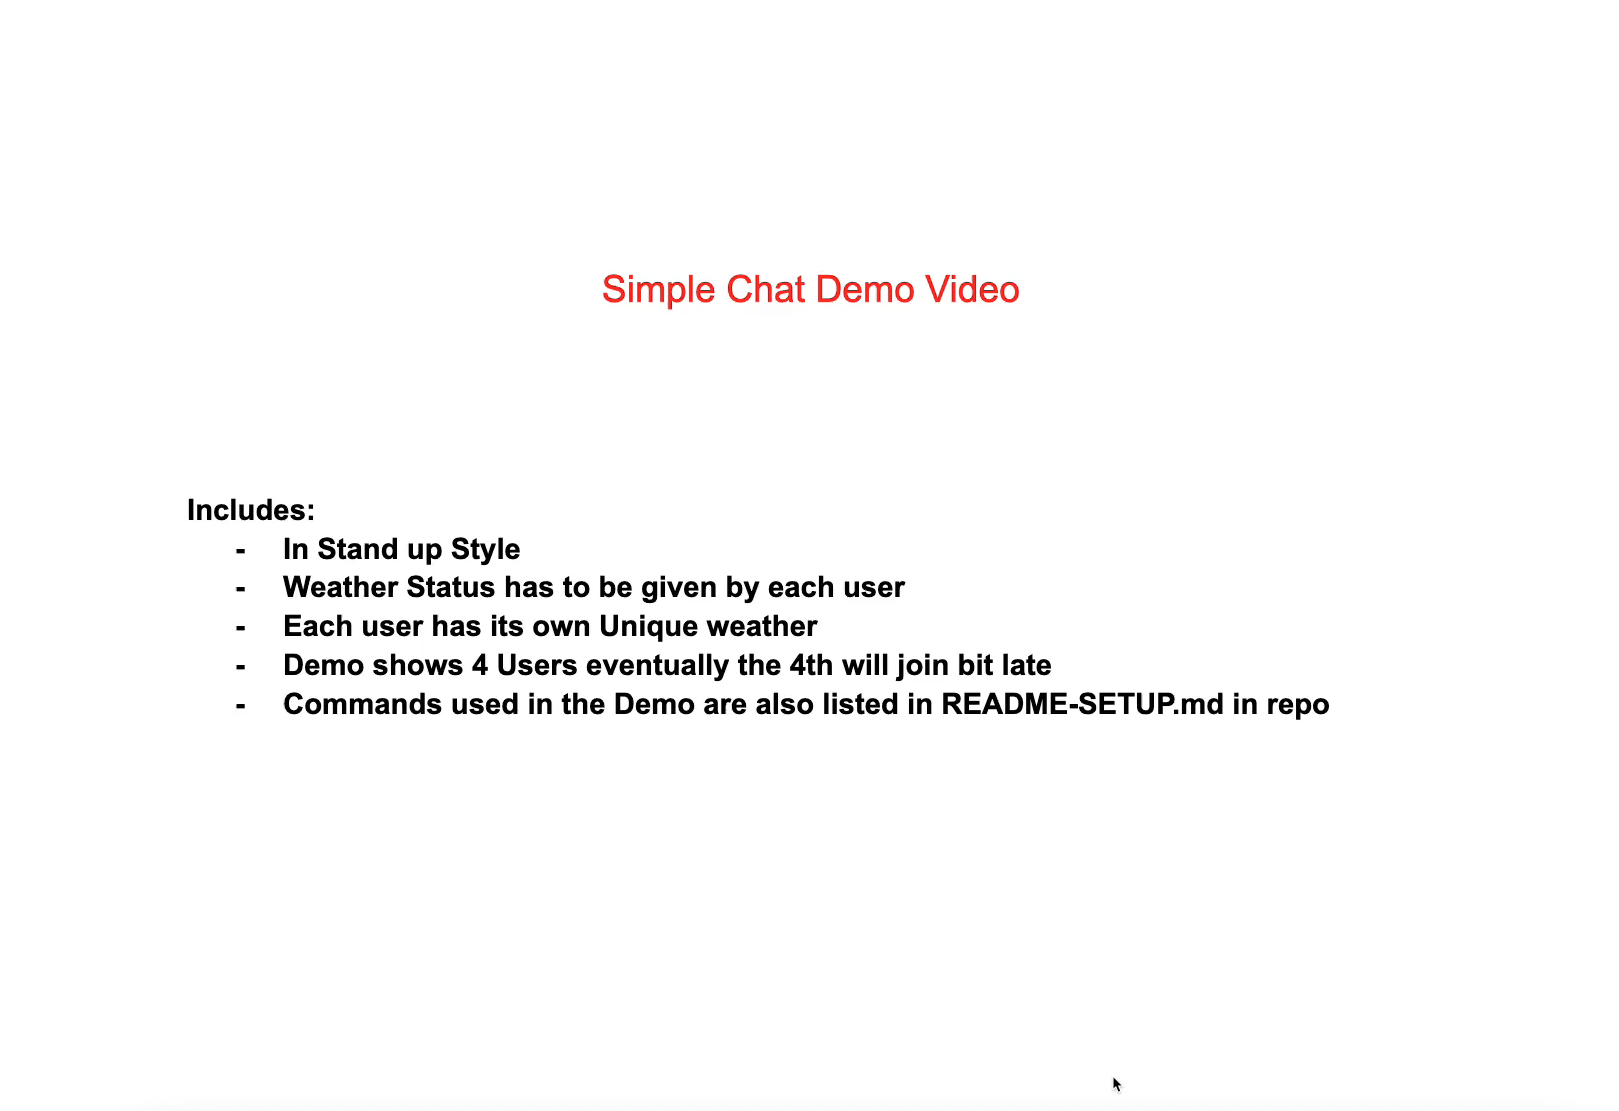 Simple Chat Demo Video
Includes:
- In Stand up Style
- Weather Status has to be given by each user
- Each user has its own Unique weather
- Demo shows 4 Users eventually the 4th will join bit late
- Commands used in the Demo are also listed in README-SETUP.md in repo